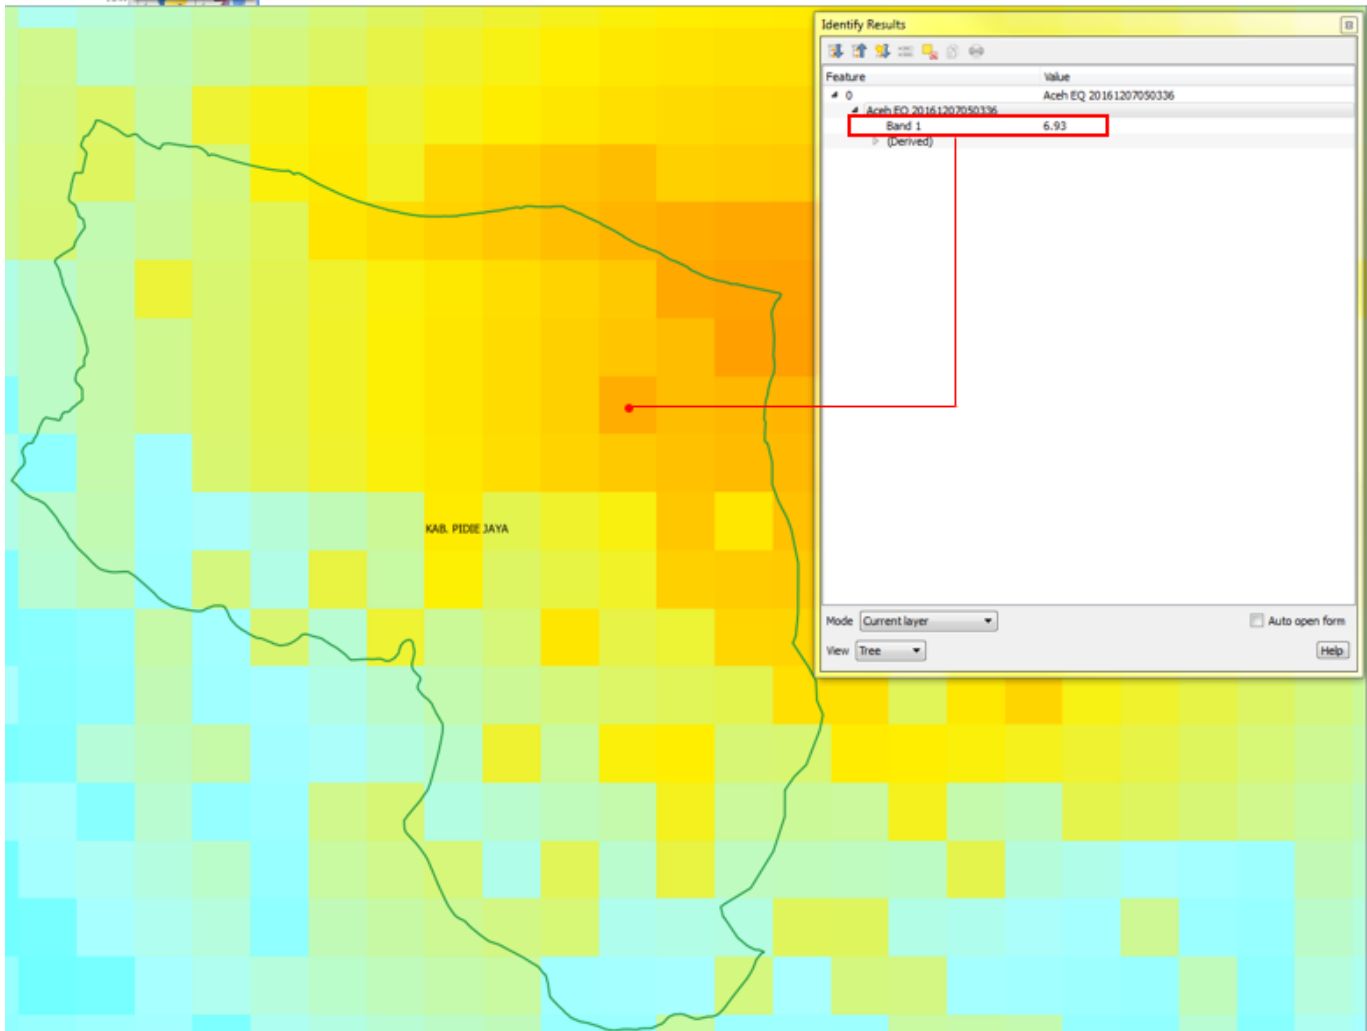 Identify Results
Feature Value
0 Aceh EQ 20161207050336
Aceh EQ 20161207050336
Band 1 6.93
(Derived)
KAB. PIDIE JAYA
Mode Current layer Auto open form
View Tree Help